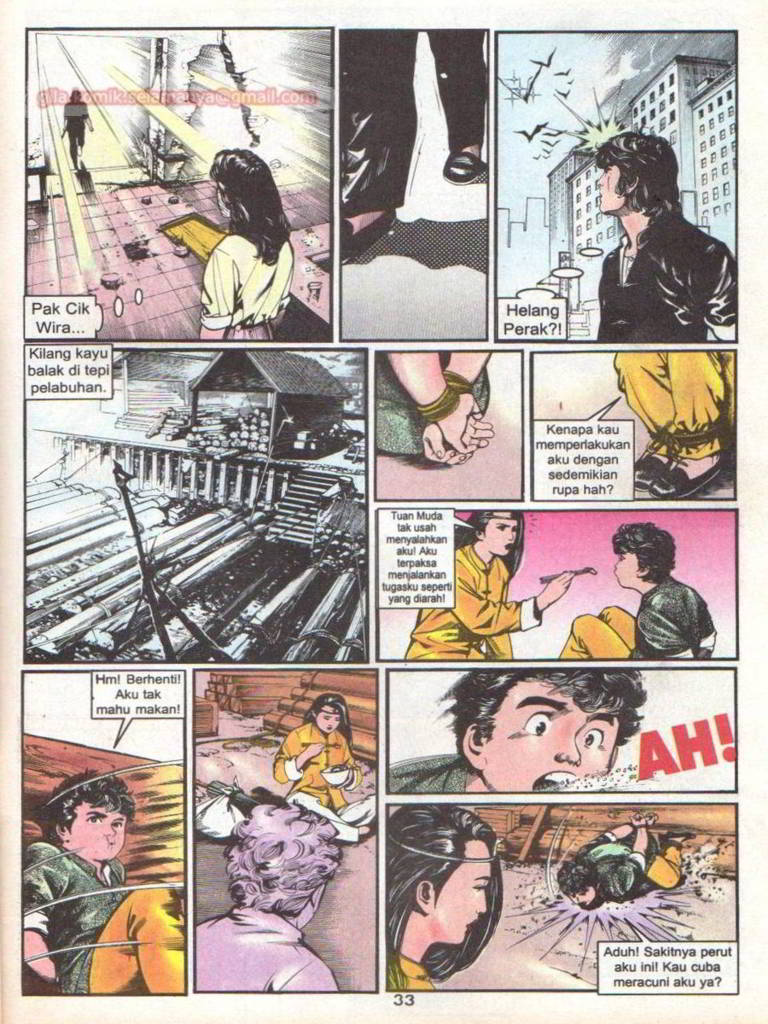 gila.komik.selamanya@gmail.com
Pak Cik
Wira...
Helang
Perak?!
Kilang kayu
balak di tepi
pelabuhan.
Kenapa kau
memperlakukan
aku dengan
sedemikian
rupa hah?
Tuan Muda
tak usah
menyalahkan
aku! Aku
terpaksa
menjalankan
tugasku seperti
yang diarah!
Hm! Berhenti!
Aku tak
mahu makan!
AH!
Aduh! Sakitnya perut
aku ini! Kau cuba
meracuni aku ya?
33